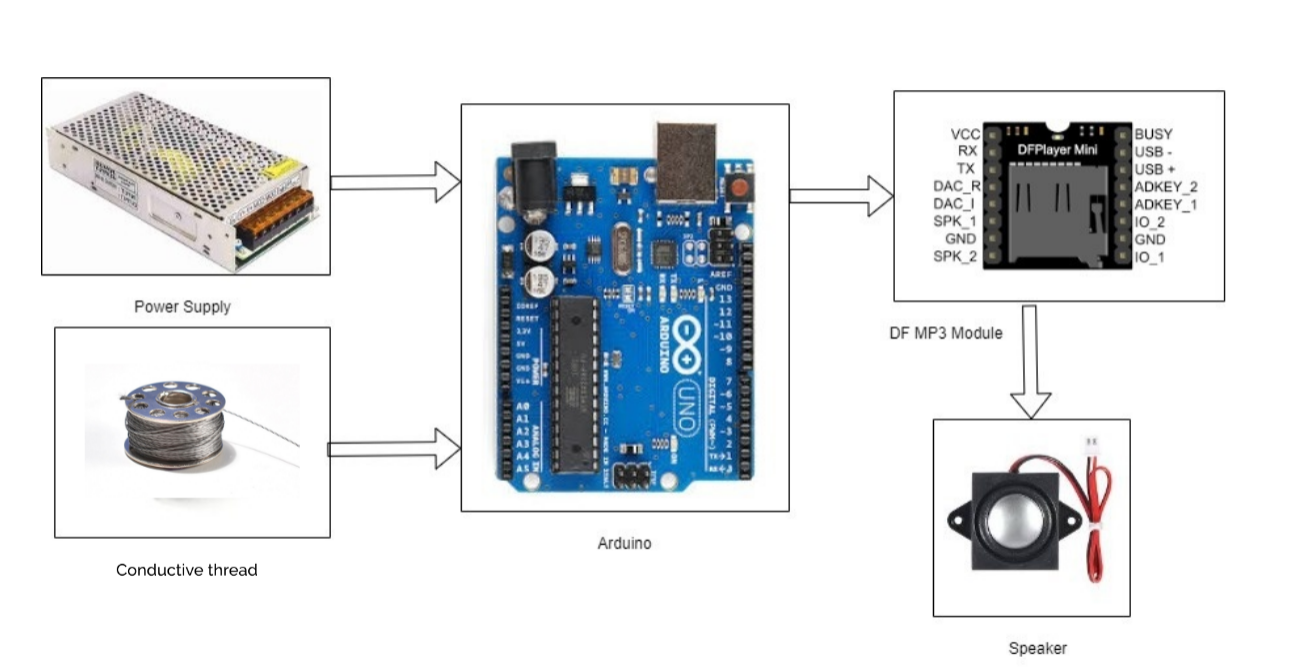 Power Supply
Conductive thread
AREF
GND
13
12
~11
~10
~9
8
7
~6
~5
4
~3
2
TX→1
RESET
3.3V
5V
GND
GND
Vin
POWER
A0
A1
A2
A3
A4
A5
ANALOG IN
ARDUINO
UNO
DIGITAL (PWM~)
ON
Arduino
DFPlayer Mini
VCC
RX
TX
DAC_R
DAC_I
SPK_1
GND
SPK_2
BUSY
USB -
USB +
ADKEY_2
ADKEY_1
IO_2
GND
IO_1
DF MP3 Module
Speaker